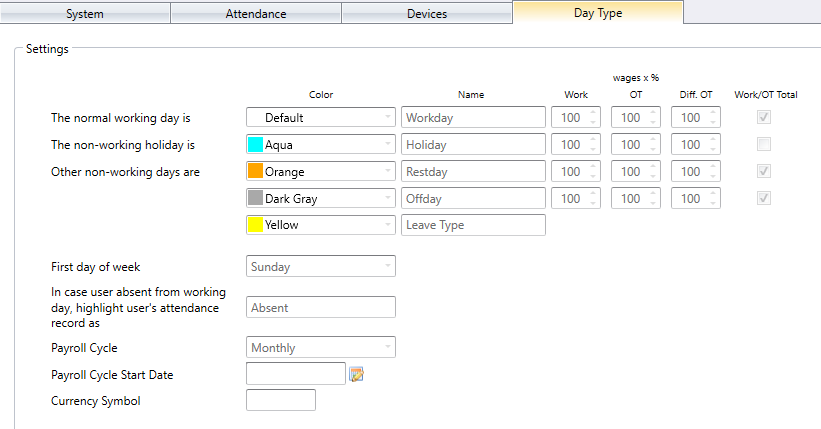 System Attendance Devices Day Type
Settings
wages x %
Color Name Work OT Diff. OT Work/OT Total
The normal working day is Default Workday 100 100 100
The non-working holiday is Aqua Holiday 100 100 100
Other non-working days are Orange Restday 100 100 100
Dark Gray Offday 100 100 100
Yellow Leave Type
First day of week Sunday
In case user absent from working
day, highlight user's attendance Absent
record as
Payroll Cycle Monthly
Payroll Cycle Start Date
Currency Symbol